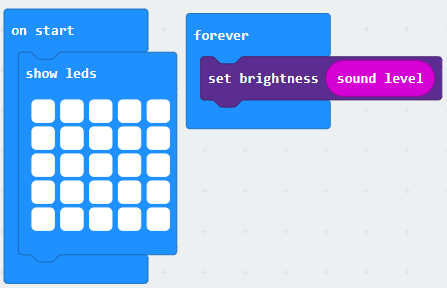 on start
show leds
forever
set brightness sound level